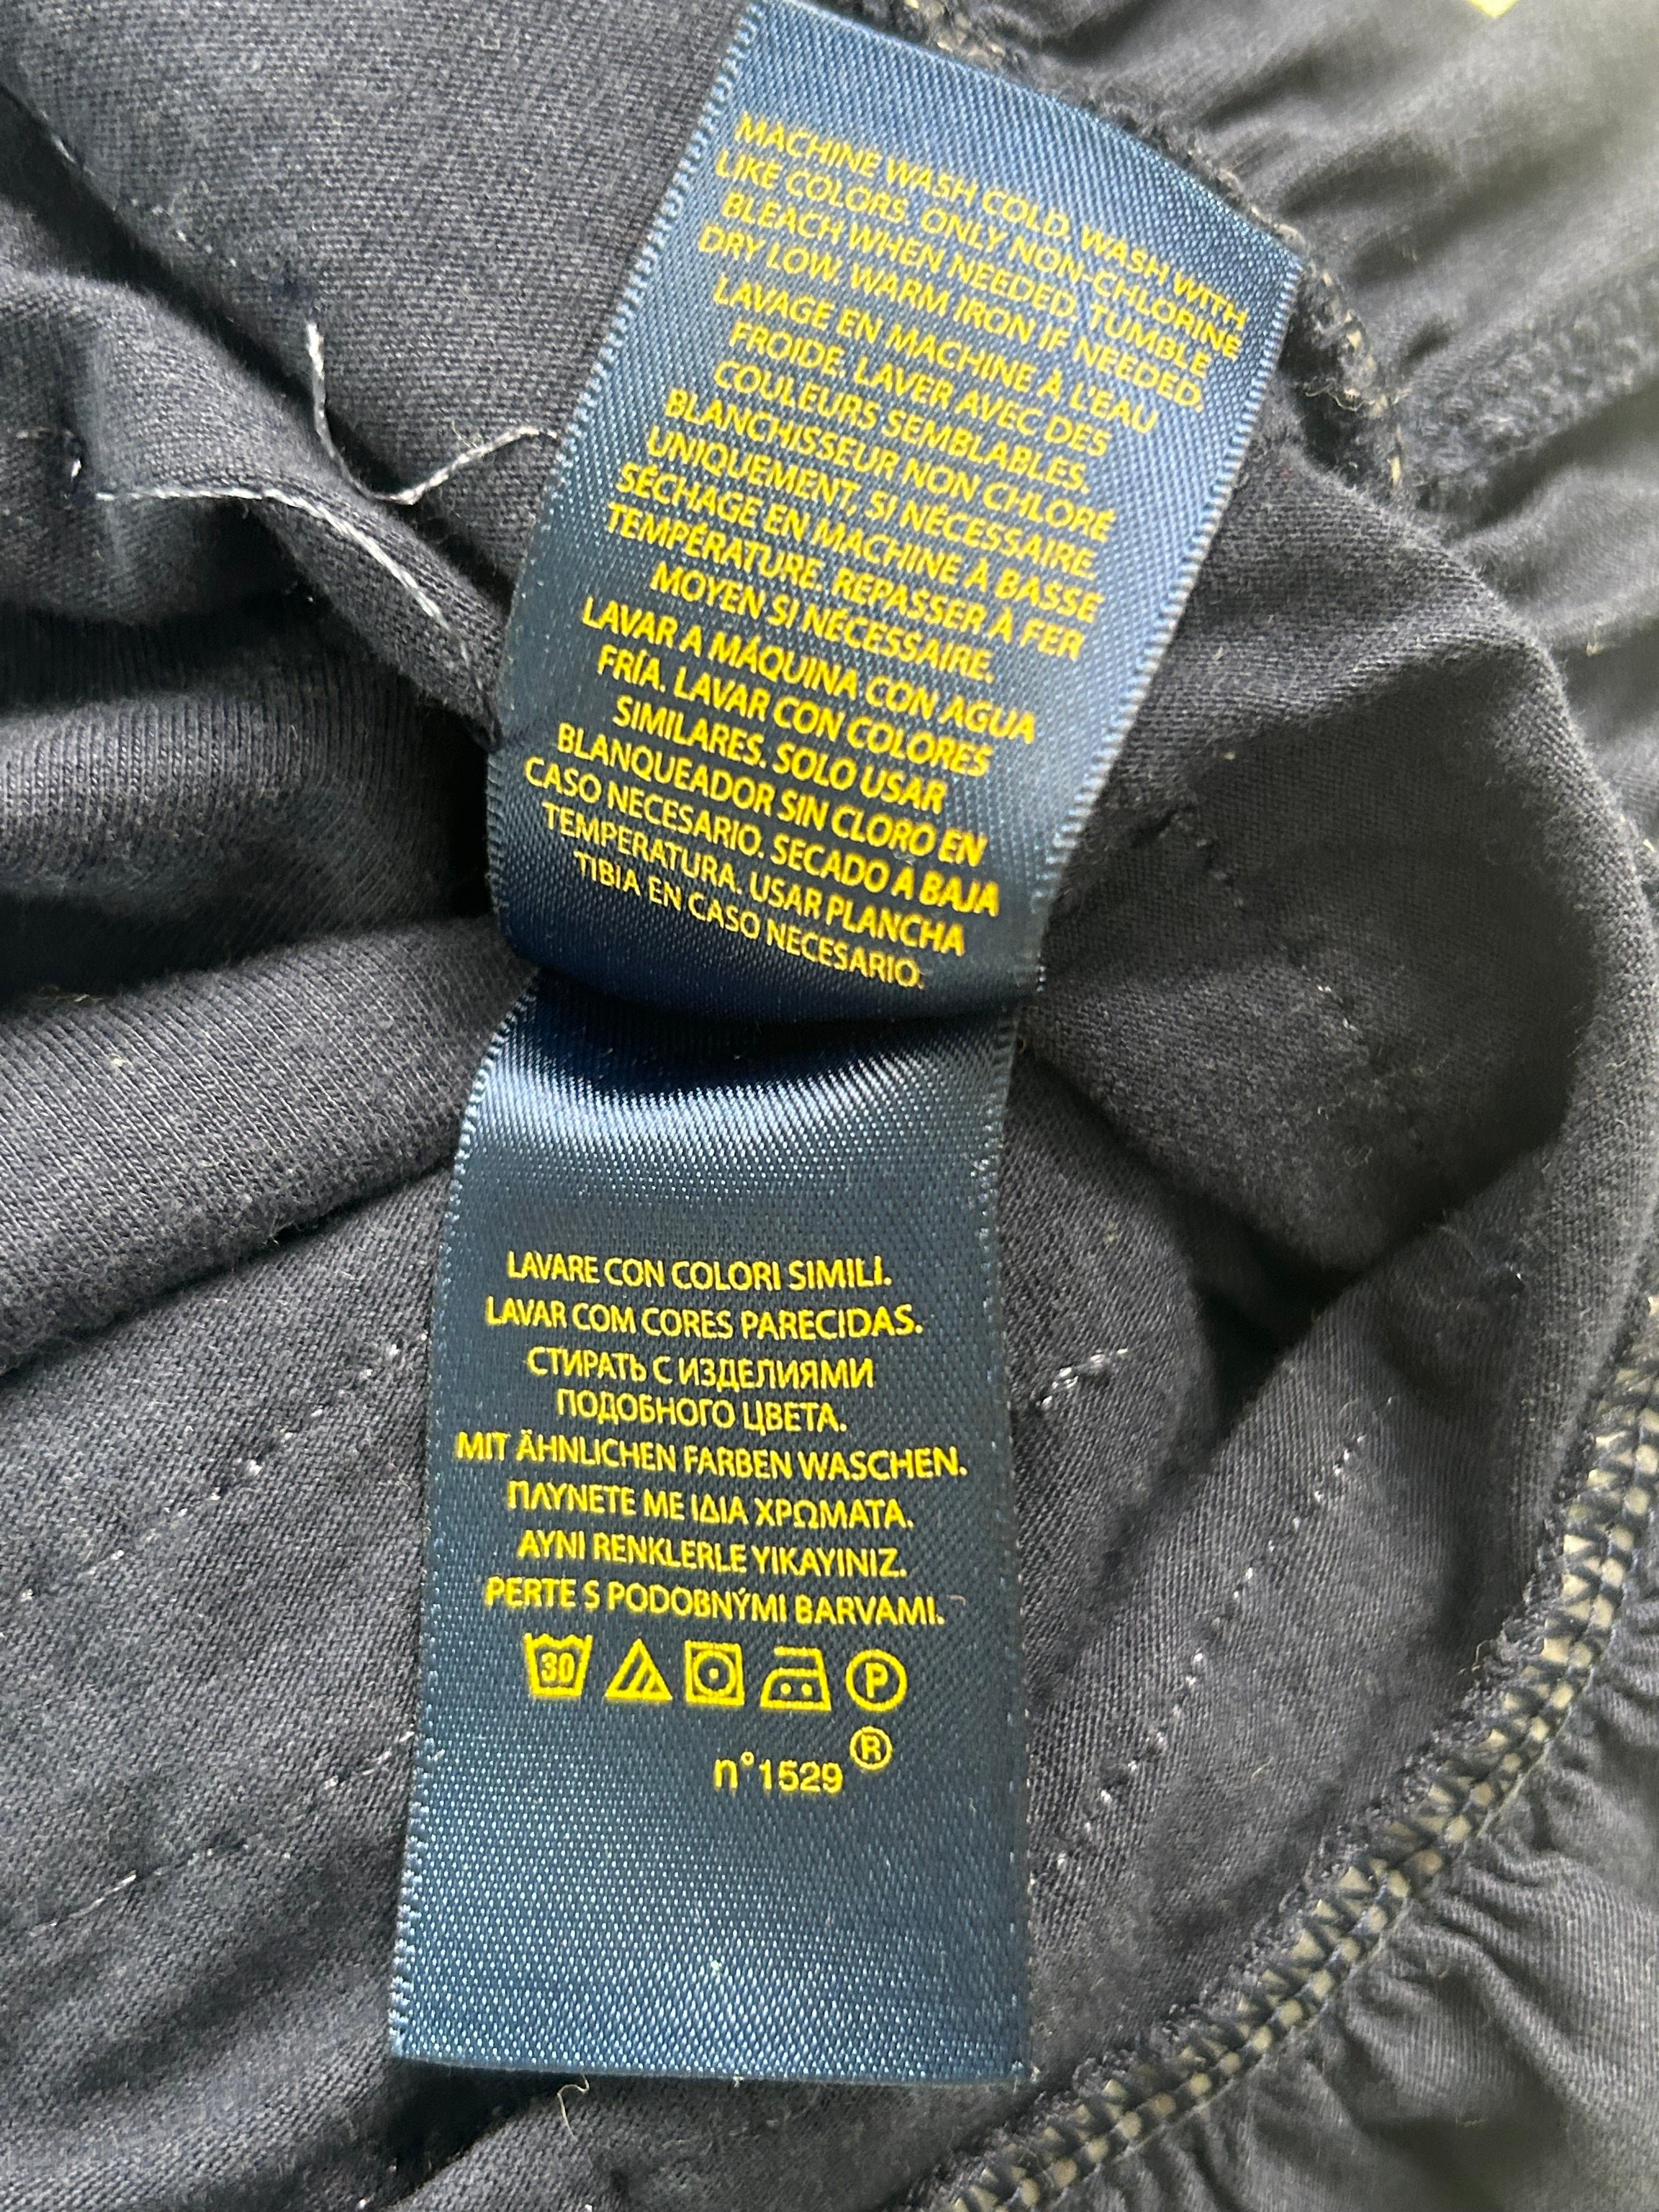 MACHINE WASH COLD. WASH WITH
LIKE COLORS. ONLY NON-CHLORINE
BLEACH WHEN NEEDED. TUMBLE
DRY LOW. WARM IRON IF NEEDED.
LAVAGE EN MACHINE À L'EAU
FROIDE. LAVER AVEC DES
COULEURS SEMBLABLES.
BLANCHISSEUR NON CHLORÉ
UNIQUEMENT, SI NÉCESSAIRE.
SÉCHAGE EN MACHINE À BASSE
TEMPÉRATURE. REPASSER À FER
MOYEN SI NÉCESSAIRE.
LAVAR A MÁQUINA CON AGUA
FRÍA. LAVAR CON COLORES
SIMILARES. SOLO USAR
BLANQUEADOR SIN CLORO EN
CASO NECESARIO. SECADO A BAJA
TEMPERATURA. USAR PLANCHA
TIBIA EN CASO NECESARIO.
LAVARE CON COLORI SIMILI.
LAVAR COM CORES PARECIDAS.
СТИРАТЬ С ИЗДЕЛИЯМИ
ПОДОБНОГО ЦВЕТА.
MIT ÄHNLICHEN FARBEN WASCHEN.
ΠΛΥΝΕΤΕ ΜΕ ΙΔΙΑ ΧΡΩΜΑΤΑ.
AYNI RENKLERLE YIKAYINIZ.
PERTE S PODOBNÝMI BARVAMI.
30 P
n°1529 ®